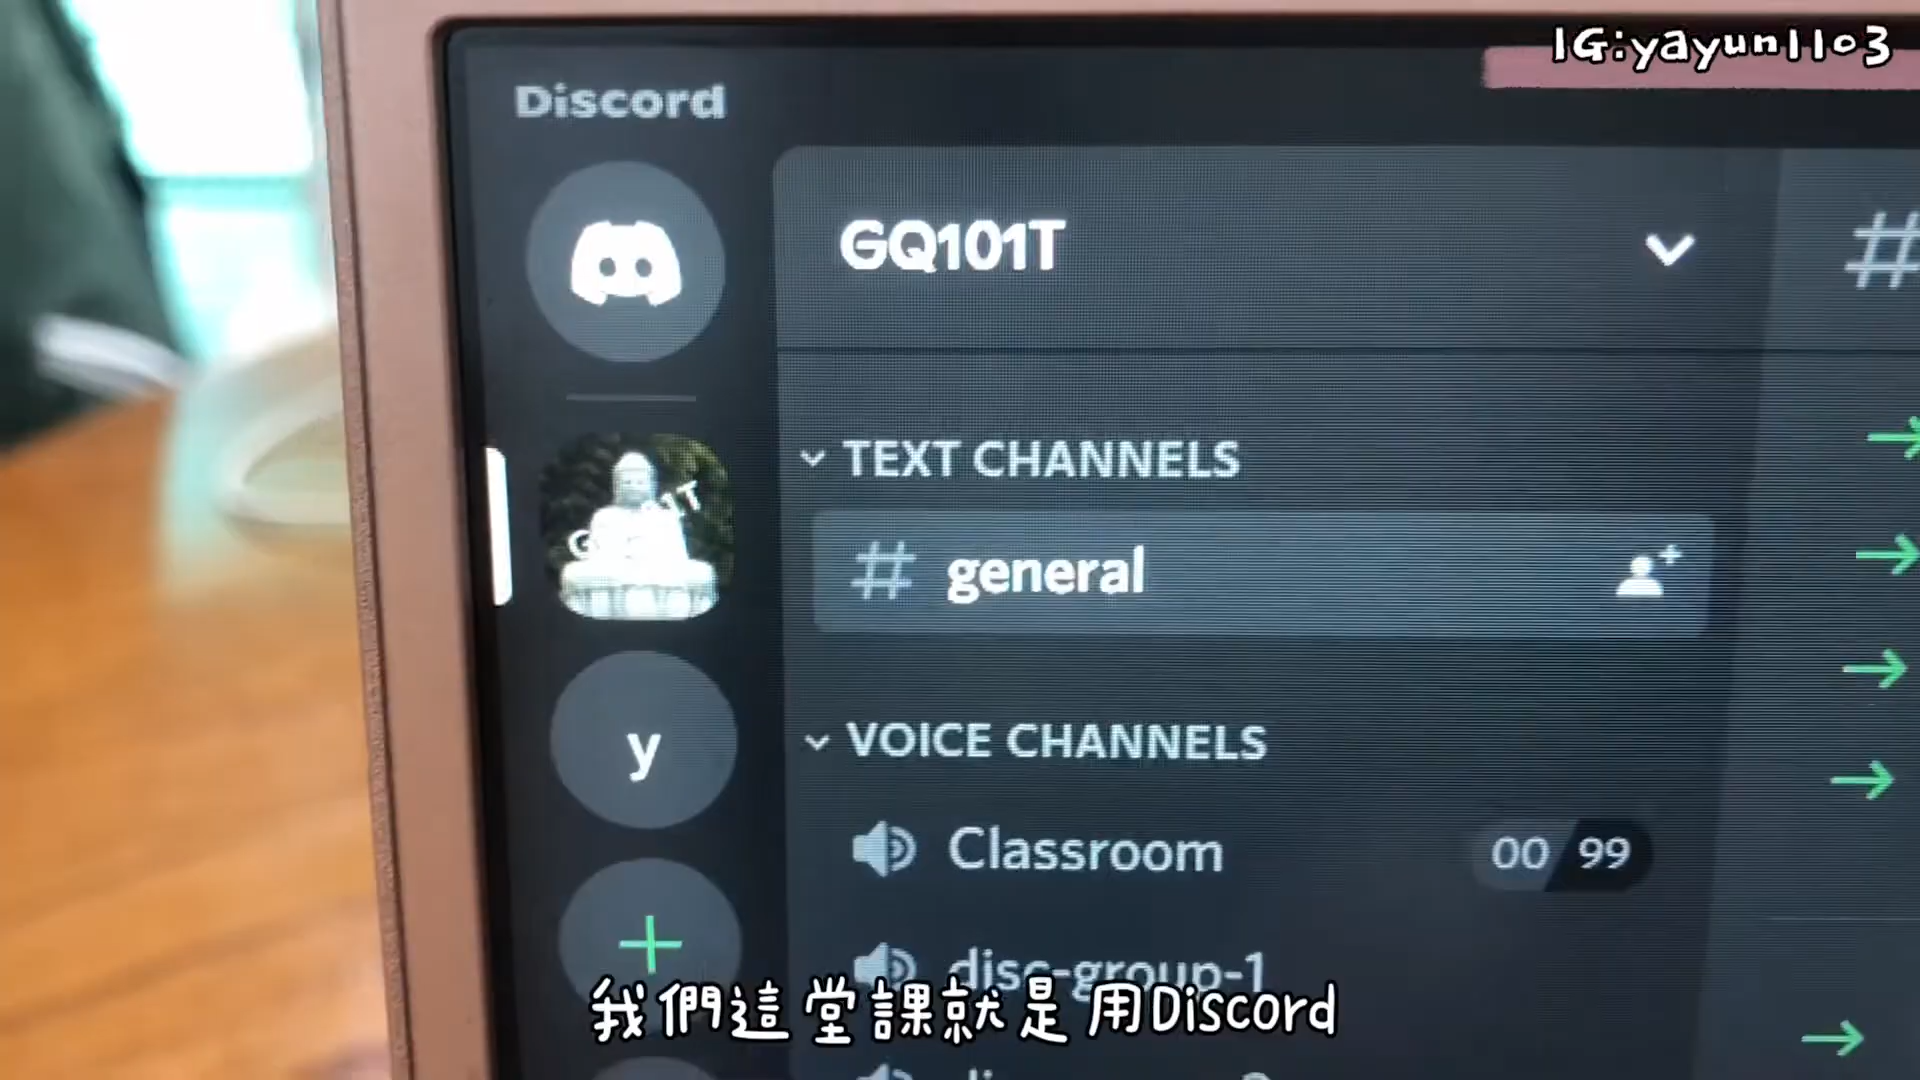 IG:yayun1103
Discord
GQ101T
TEXT CHANNELS
# general
y
VOICE CHANNELS
Classroom 00 99
disc-group-1
我們這堂課就是用Discord